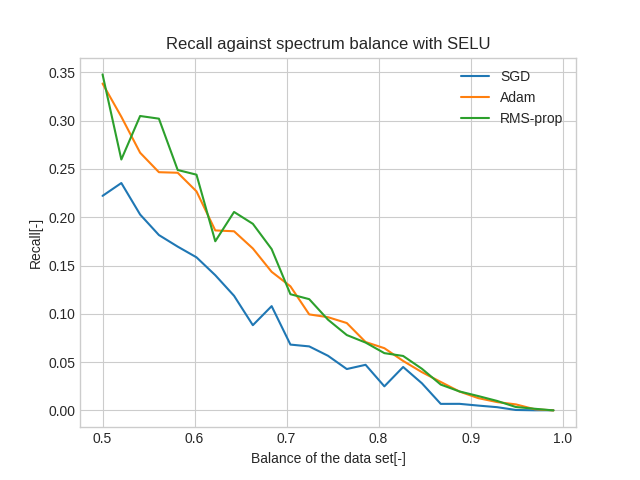 Recall against spectrum balance with SELU
SGD
Adam
RMS-prop
Recall[-]
0.35
0.30
0.25
0.20
0.15
0.10
0.05
0.00
0.5 0.6 0.7 0.8 0.9 1.0
Balance of the data set[-]